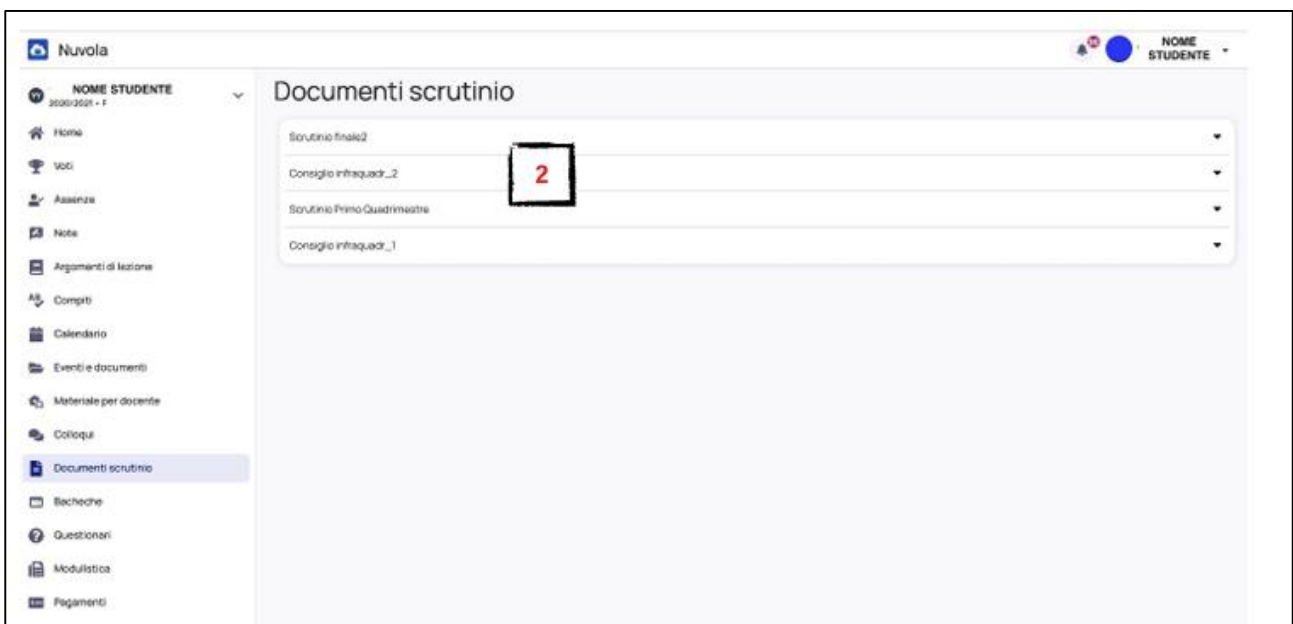 Nuvola
NOME
STUDENTE
NOME STUDENTE
2020/2021 • F
Home
Voti
Assenze
Note
Argomenti di lezione
Compiti
Calendario
Eventi e documenti
Materiale per docente
Colloqui
Documenti scrutinio
Bacheche
Questionari
Modulistica
Pagamenti
Documenti scrutinio
Scrutinio finale2
Consiglio infraquadr_2
2
Scrutinio Primo Quadrimestre
Consiglio infraquadr_1